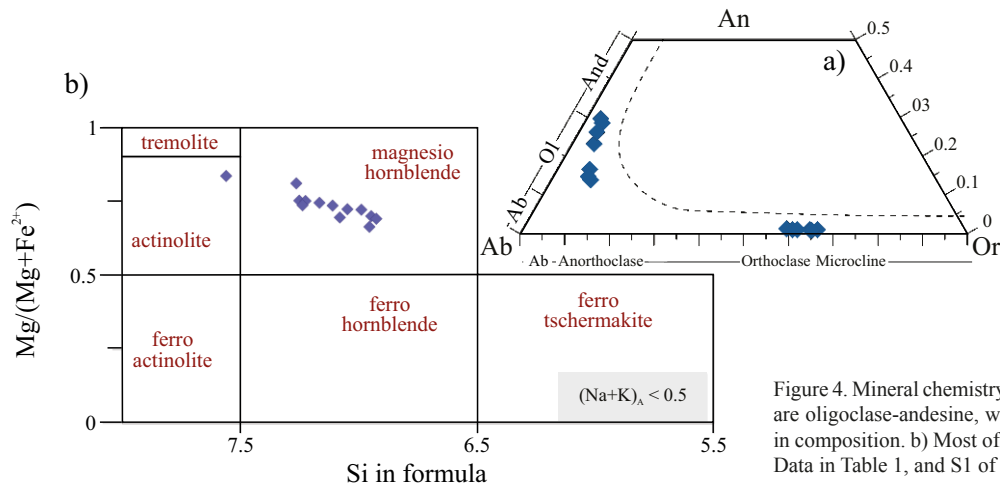 An
a)
0.5
0.4
03
0.2
0.1
0
And
Ol
Ab
Ab
Or
Ab - Anorthoclase
Orthoclase Microcline
b)
1
0.5
0
Mg/(Mg+Fe²⁺)
tremolite
magnesio
hornblende
actinolite
ferro
hornblende
ferro
tschermakite
ferro
actinolite
(Na+K)A < 0.5
7.5
6.5
5.5
Si in formula
Figure 4. Mineral chemistry
are oligoclase-andesine, w
in composition. b) Most of
Data in Table 1, and S1 of